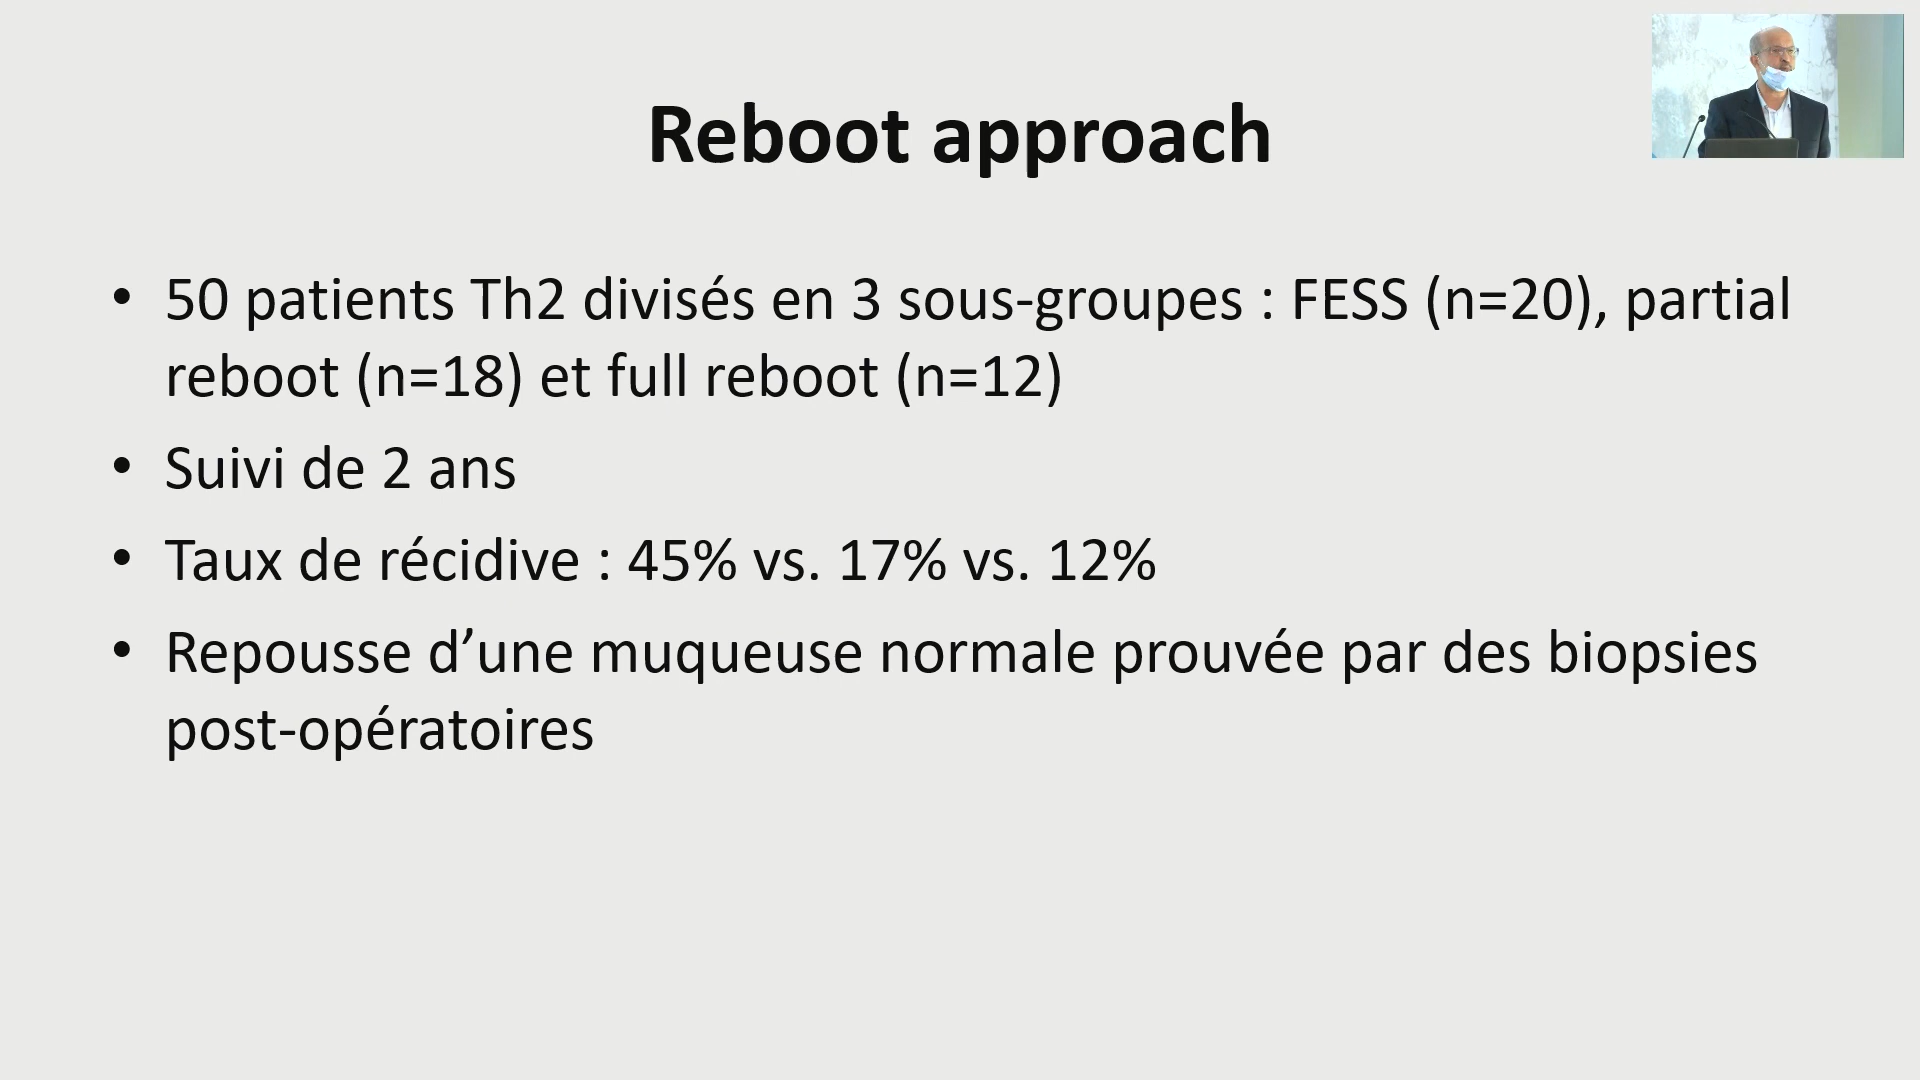 Reboot approach
• 50 patients Th2 divisés en 3 sous-groupes : FESS (n=20), partial
reboot (n=18) et full reboot (n=12)
• Suivi de 2 ans
• Taux de récidive : 45% vs. 17% vs. 12%
• Repousse d’une muqueuse normale prouvée par des biopsies
post-opératoires